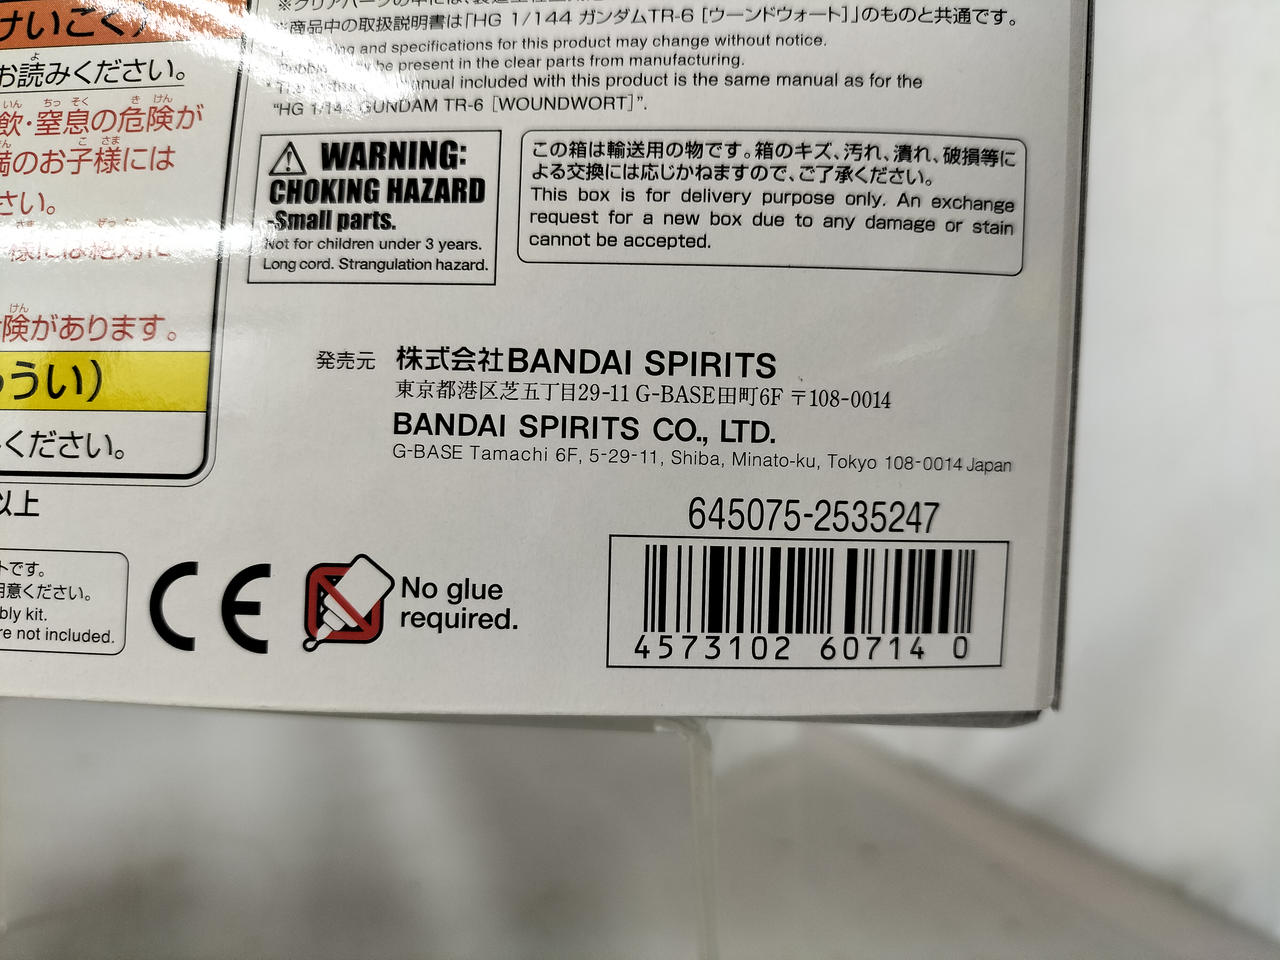 けいごく)
お読みください。
飲・窒息の危険が
満のお子様には
さい。
様には絶対に
険があります。
うい)
ください。
以上
※商品中の取扱説明書は「HG 1/144 ガンダムTR-6 [ウーンドウォート]」のものと共通です。
and specifications for this product may change without notice.
be present in the clear parts from manufacturing.
manual included with this product is the same manual as for the
"HG 1/144 GUNDAM TR-6 [WOUNDWORT]".
WARNING:
CHOKING HAZARD
-Small parts.
Not for children under 3 years.
Long cord. Strangulation hazard.
この箱は輸送用の物です。箱のキズ、汚れ、潰れ、破損等に
よる交換には応じかねますので、ご了承ください。
This box is for delivery purpose only. An exchange
request for a new box due to any damage or stain
cannot be accepted.
発売元 株式会社BANDAI SPIRITS
東京都港区芝五丁目29-11 G-BASE田町6F 〒108-0014
BANDAI SPIRITS CO., LTD.
G-BASE Tamachi 6F, 5-29-11, Shiba, Minato-ku, Tokyo 108-0014 Japan
トです。
用意ください。
bly kit.
re not included.
CE
No glue
required.
645075-2535247
4573102 60714 0